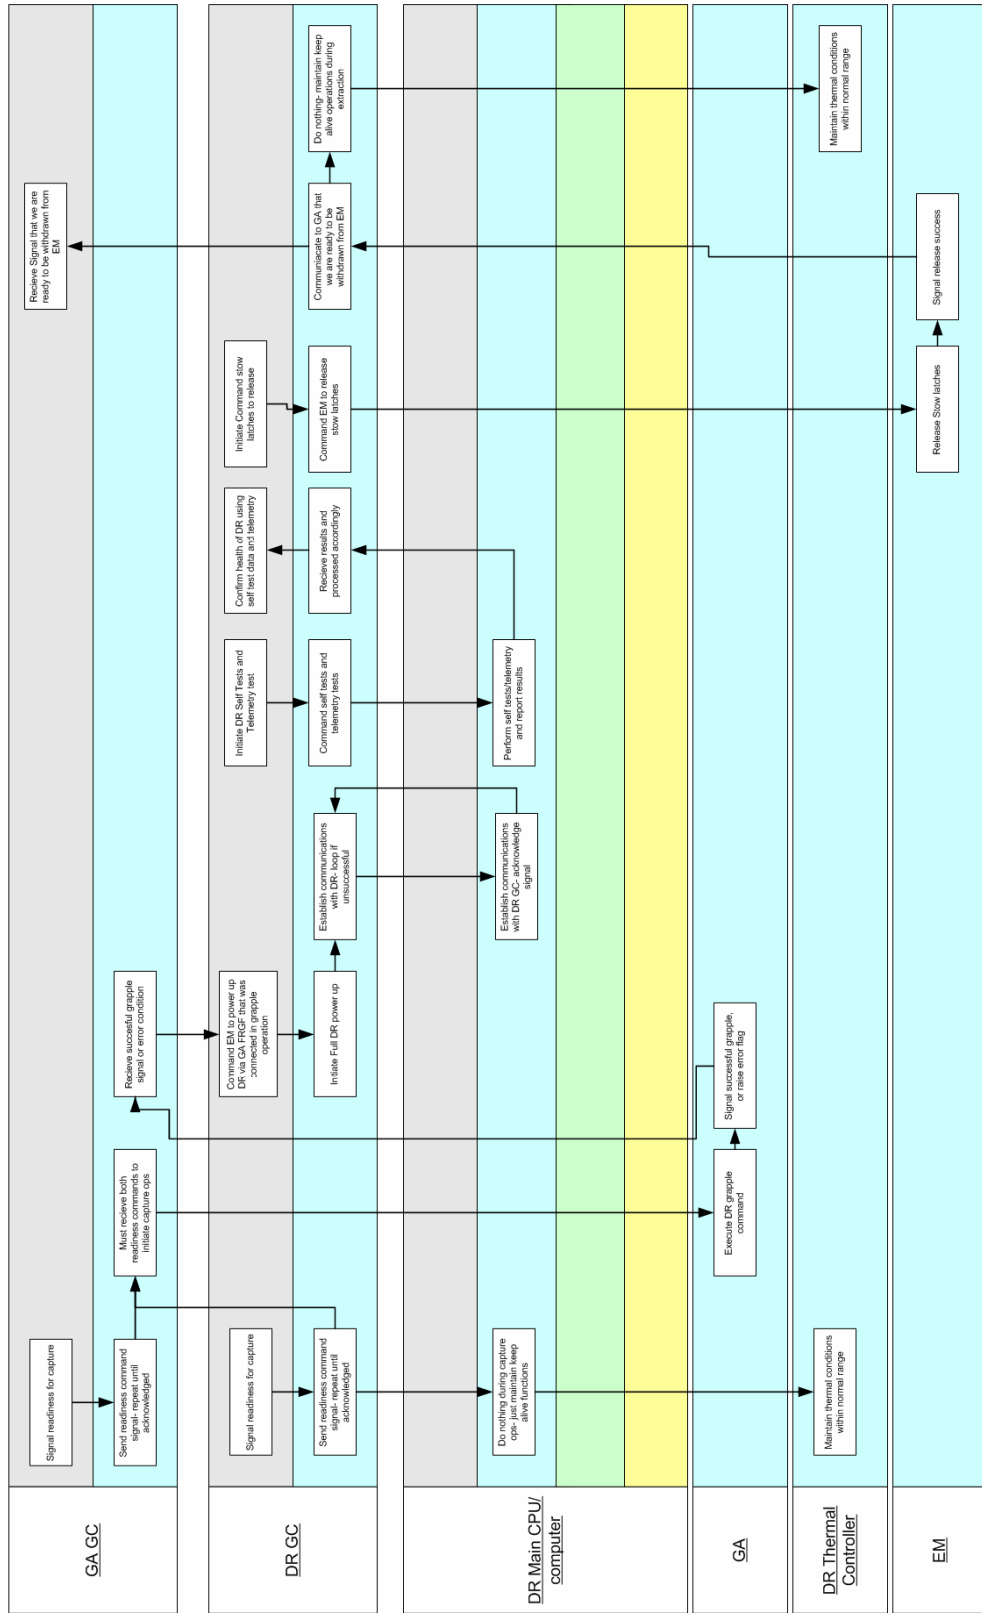 GA GC
Signal readiness for capture
Send readiness command
signal- repeat until
acknowledged
Must recieve both
readiness commands to
initiate capture ops
Recieve succesful grapple
signal or error condition
Recieve Signal that we are
ready to be withdrawn from
EM
DR GC
Signal readiness for capture
Send readiness command
signal- repeat until
acknowledged
Command EM to power up
DR via GA FRGF that was
connected in grapple
operation
Initiate Full DR power up
Establish communications
with DR- loop if
unsuccessful
Initiate DR Self Tests and
Telemetry test
Command self tests and
telemetry tests
Confirm health of DR using
self test data and telemetry
Recieve results and
processed accordingly
Initiate Command stow
latches to release
Command EM to release
stow latches
Communiacate to GA that
we are ready to be
withdrawn from EM
Do nothing- maintain keep
alive operations during
extraction
DR Main CPU/
computer
Do nothing during capture
ops- just maintain keep
alive functions
Establish communications
with DR GC- acknowledge
signal
Perform self tests/telemetry
and report results
GA
Execute DR grapple
command
Signal successful grapple,
or raise error flag
DR Thermal
Controller
Maintain thermal conditions
within normal range
Maintain thermal conditions
within normal range
EM
Release Stow latches
Signal release success